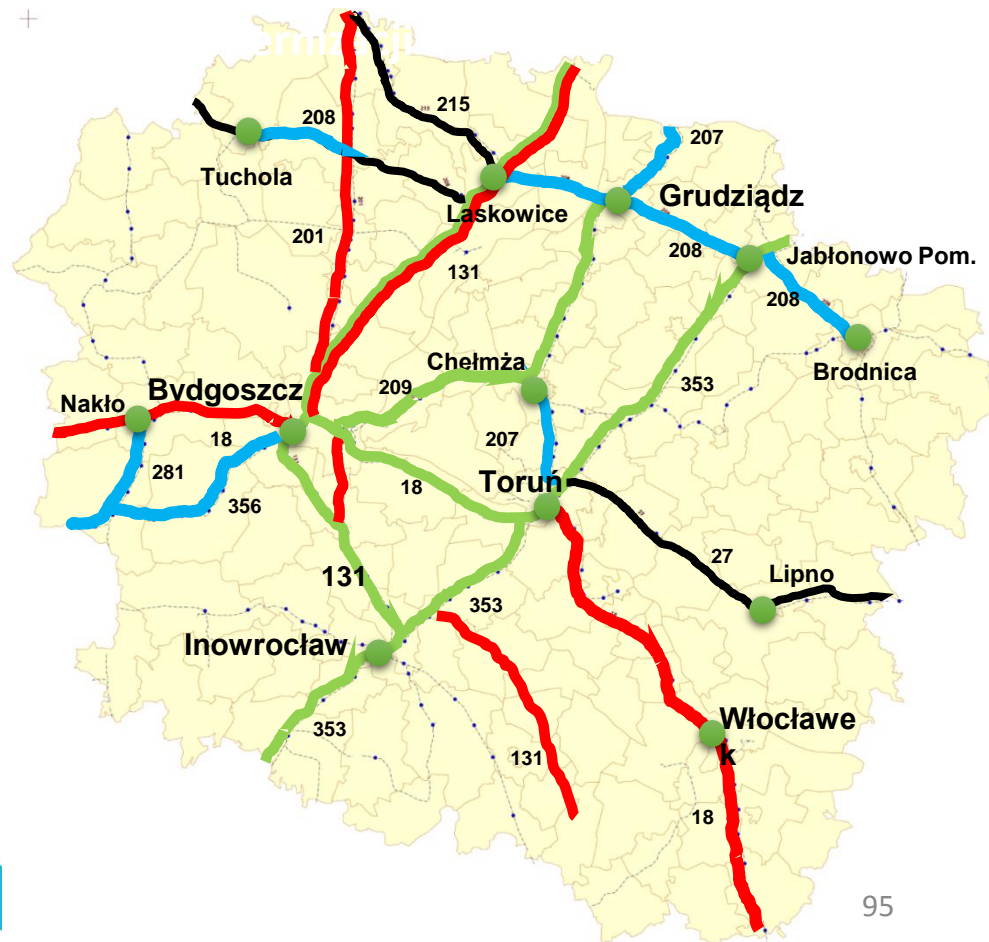 215
208
207
Tuchola
Grudziądz
Laskowice
201
208
131
Jabłonowo Pom.
208
Chełmża
353
Brodnica
Bydgoszcz
209
Nakło
18
207
281
Toruń
18
356
27
131
Lipno
353
Inowrocław
Włocławe
k
353
131
18
95